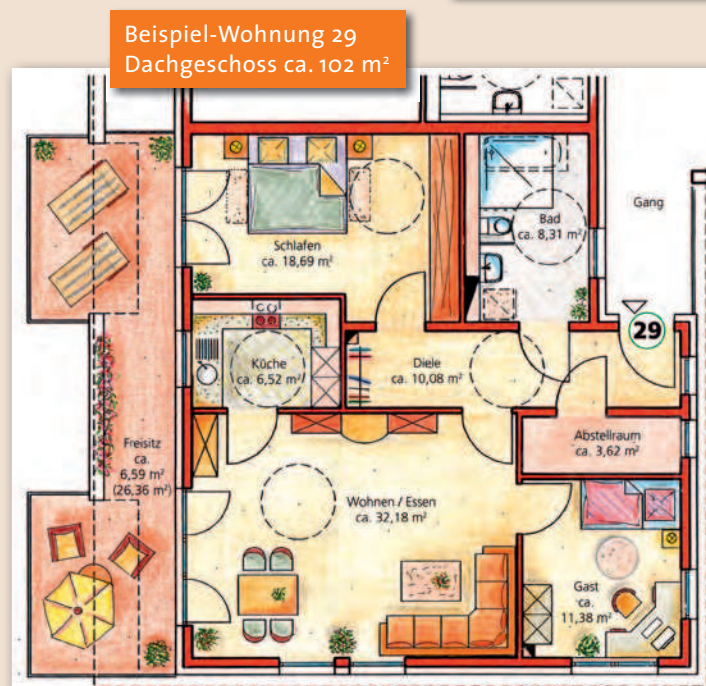 Beispiel-Wohnung 29
Dachgeschoss ca. 102 m²
Gang
Bad
ca. 8,31 m²
Schlafen
ca. 18,69 m²
29
Küche
ca. 6,52 m²
Diele
ca. 10,08 m²
Freisitz
ca.
6,59 m²
(26,36 m²)
Abstellraum
ca. 3,62 m²
Wohnen / Essen
ca. 32,18 m²
Gast
ca.
11,38 m²